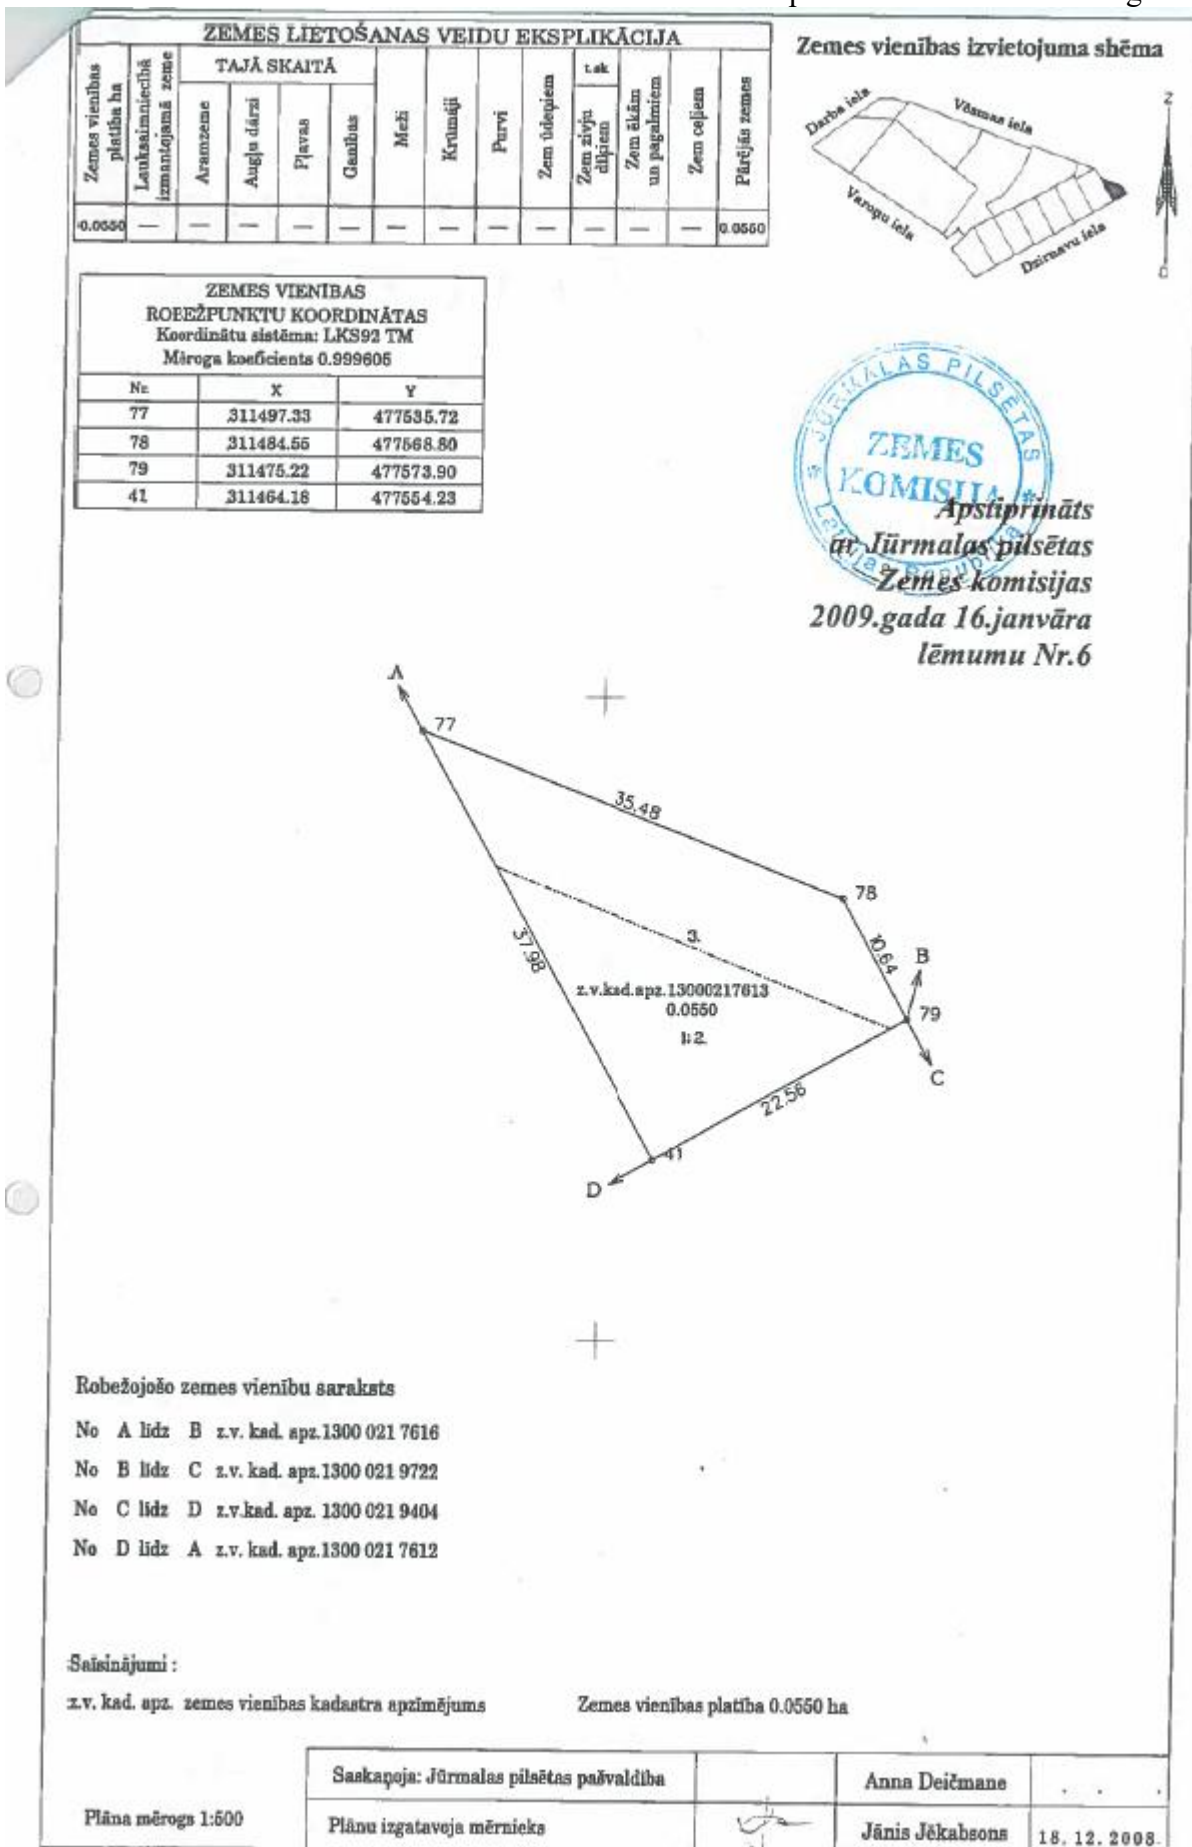 ZEMES LIETOŠANAS VEIDU EKSPLIKĀCIJA
Zemes vienības platība ha
Lauksaimniecībā izmantojamā zeme
TAJĀ SKAITĀ
Aramzeme
Augļu dārzi
Pļavas
Ganības
Meži
Krūmāji
Purvi
Zem ūdeņiem
t.sk
Zem zivju dīķiem
Zem ēkām un pagalmiem
Zem ceļiem
Pārējās zemes
0.0550 — — — — — — — — — — — — 0.0550
Zemes vienības izvietojuma shēma
Darba iela
Vēsmas iela
Varoņu iela
Dzirnavu iela
Z
D
ZEMES VIENĪBAS
ROBEŽPUNKTU KOORDINĀTAS
Koordinātu sistēma: LKS92 TM
Mēroga koeficients 0.999605
Nr. X Y
77 311497.33 477535.72
78 311484.55 477568.80
79 311475.22 477573.90
41 311464.18 477554.23
JŪRMALAS PILSĒTAS
ZEMES
KOMISIJA
Latvijas Republika
Apstiprināts
ar Jūrmalas pilsētas
Zemes komisijas
2009.gada 16.janvāra
lēmumu Nr.6
A
77
35.48
78
37.98
3.
10.64
B
z.v.kad.apz.13000217613
0.0550
79
1; 2.
C
22.56
41
D
Robežojošo zemes vienību saraksts
No A līdz B z.v. kad. apz.1300 021 7616
No B līdz C z.v. kad. apz.1300 021 9722
No C līdz D z.v.kad. apz. 1300 021 9404
No D līdz A z.v. kad. apz.1300 021 7612
Saīsinājumi :
z.v. kad. apz. zemes vienības kadastra apzīmējums
Zemes vienības platība 0.0550 ha
Saskaņoja: Jūrmalas pilsētas pašvaldība Anna Deičmane . . .
Plāna mērogs 1:500
Plānu izgatavoja mērnieks Jānis Jēkabsons 18.12.2008.